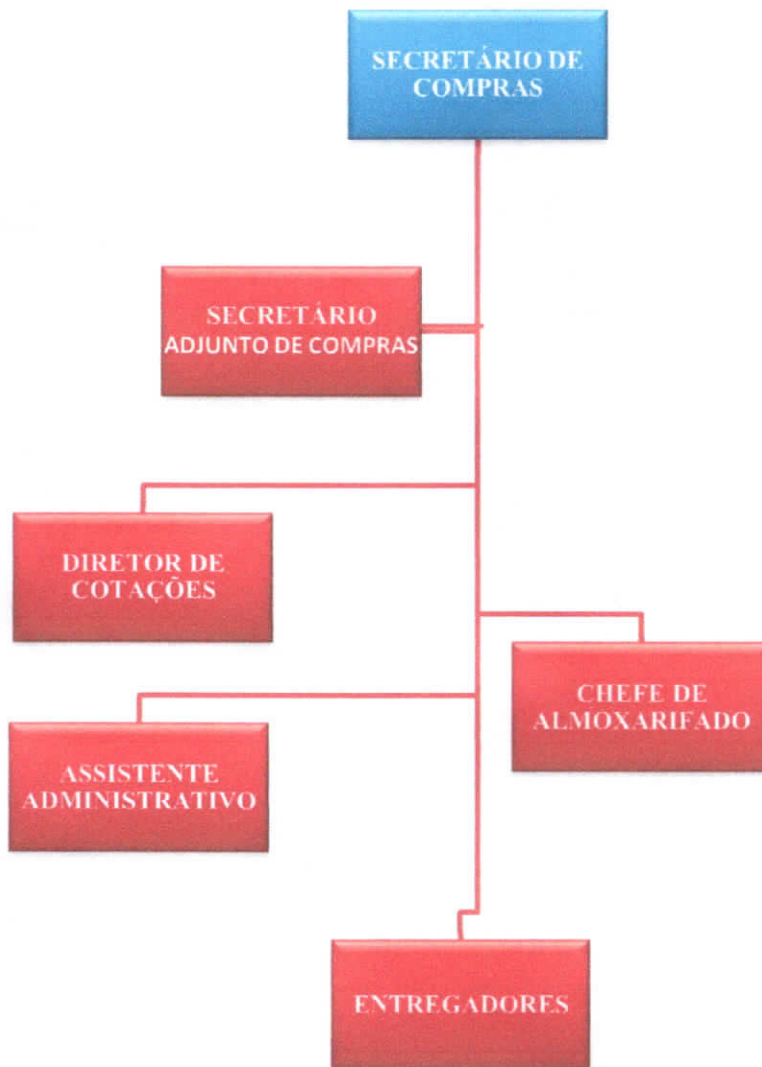 SECRETÁRIO DE
COMPRAS
SECRETÁRIO
ADJUNTO DE COMPRAS
DIRETOR DE
COTAÇÕES
CHEFE DE
ALMOXARIFADO
ASSISTENTE
ADMINISTRATIVO
ENTREGADORES